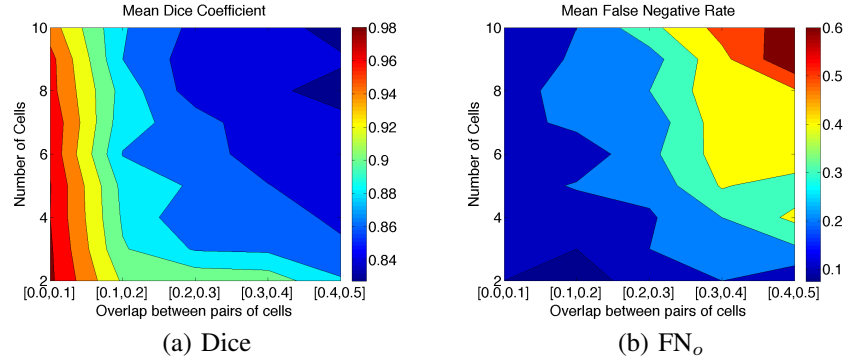 Mean Dice Coefficient
10
8
6
4
2
Number of Cells
[0.0,0.1] [0.1,0.2] [0.2,0.3] [0.3,0.4] [0.4,0.5]
Overlap between pairs of cells
0.98
0.96
0.94
0.92
0.9
0.88
0.86
0.84
(a) Dice
Mean False Negative Rate
10
8
6
4
2
Number of Cells
[0.0,0.1] [0.1,0.2] [0.2,0.3] [0.3,0.4] [0.4,0.5]
Overlap between pairs of cells
0.6
0.5
0.4
0.3
0.2
0.1
(b) FNₒ